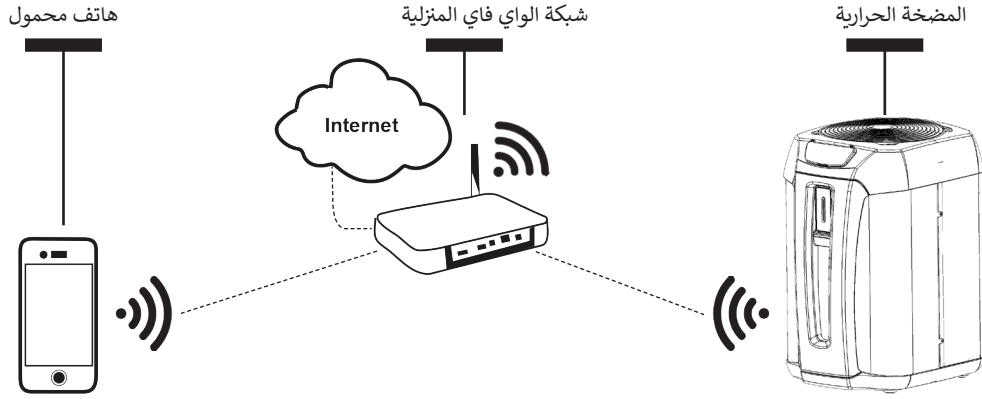 المضخة الحرارية
شبكة الواي فاي المنزلية
هاتف محمول
Internet